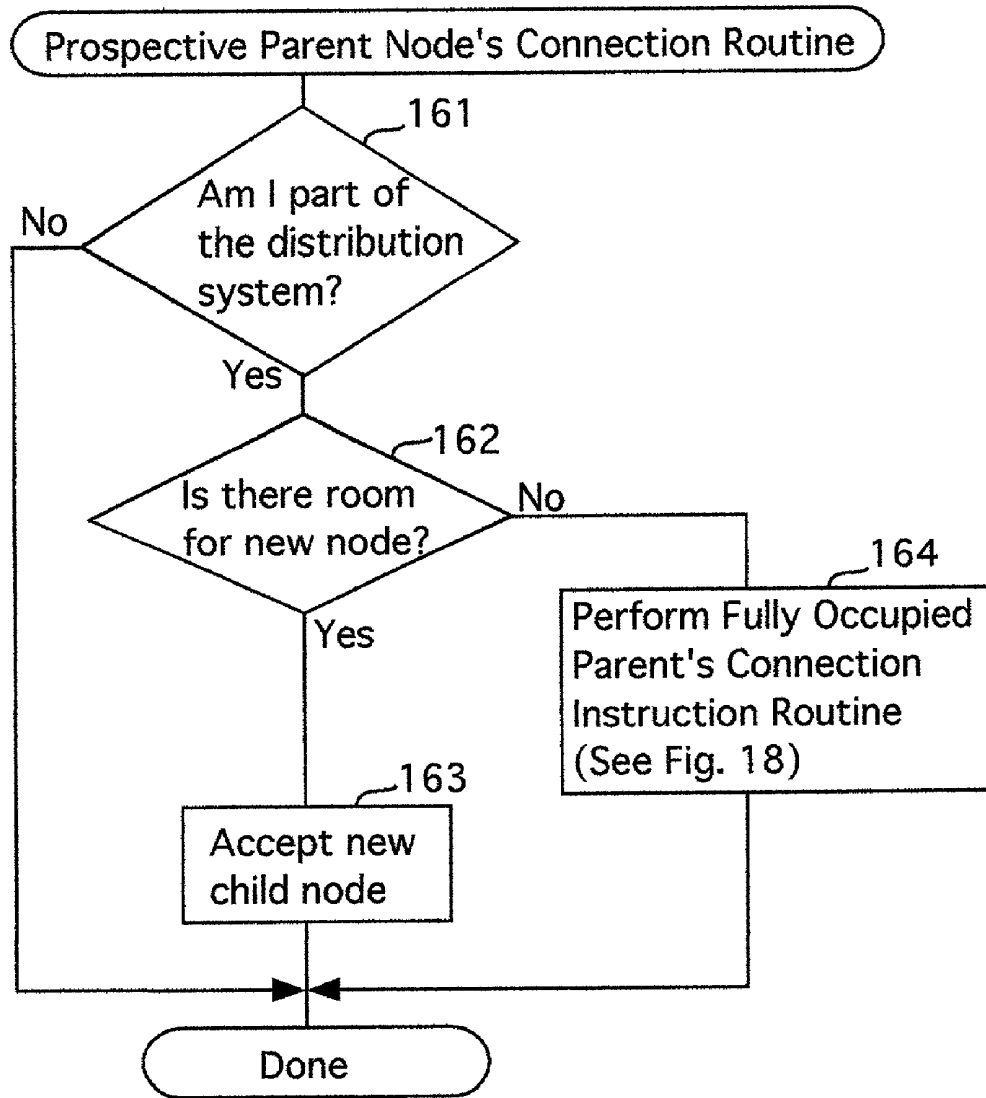 Prospective Parent Node's Connection Routine
161
Am I part of
the distribution
system?
No
Yes
162
Is there room
for new node?
No
Yes
164
Perform Fully Occupied
Parent's Connection
Instruction Routine
(See Fig. 18)
163
Accept new
child node
Done